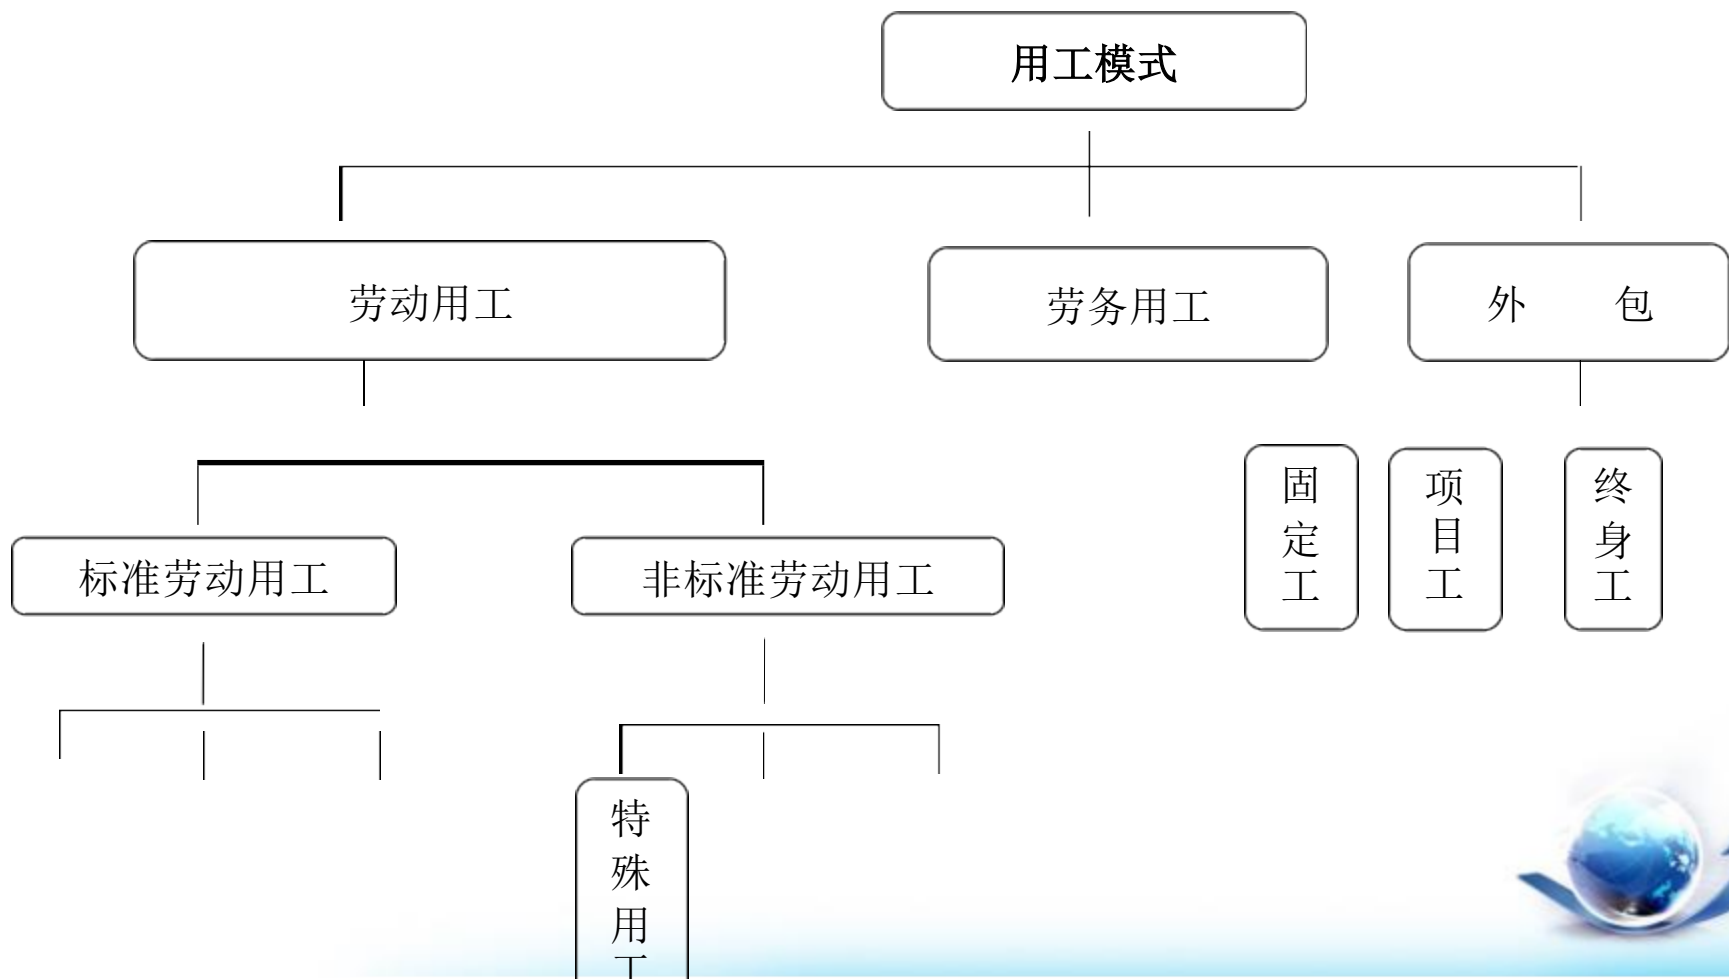 用工模式
劳动用工
劳务用工
外 包
固定工
项目工
终身工
标准劳动用工
非标准劳动用工
特殊用工